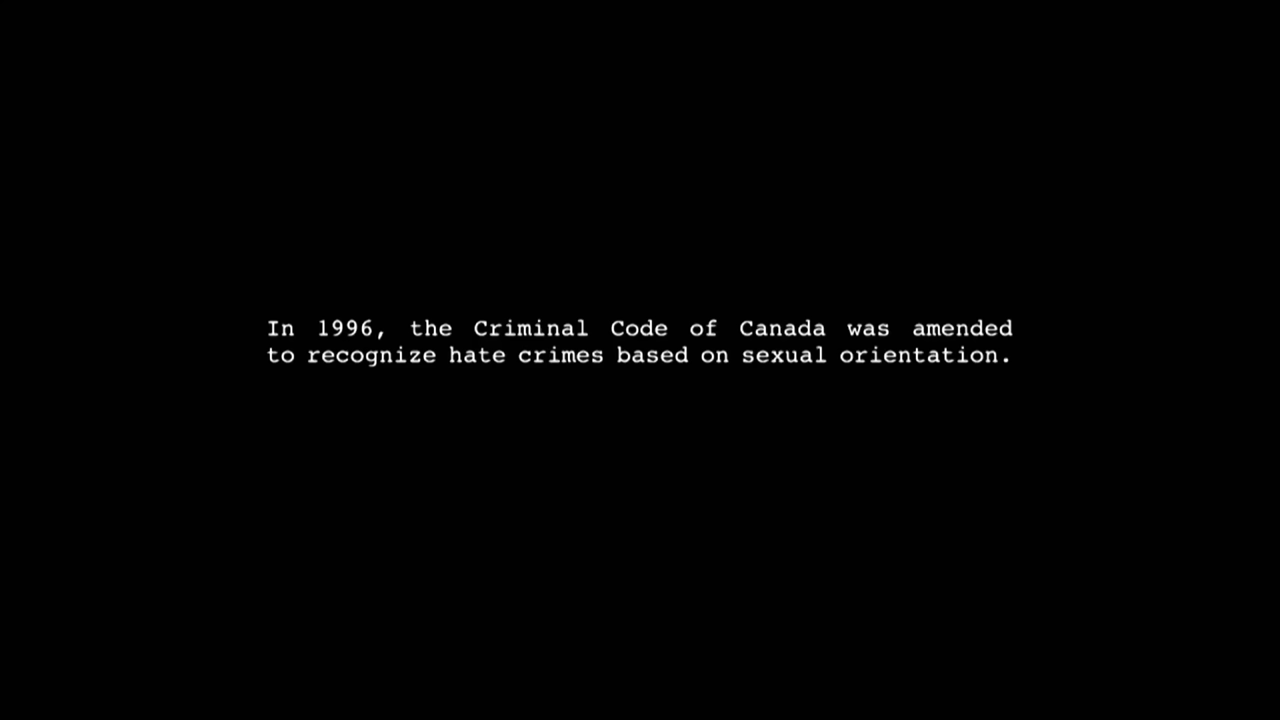 In 1996, the Criminal Code of Canada was amended
to recognize hate crimes based on sexual orientation.